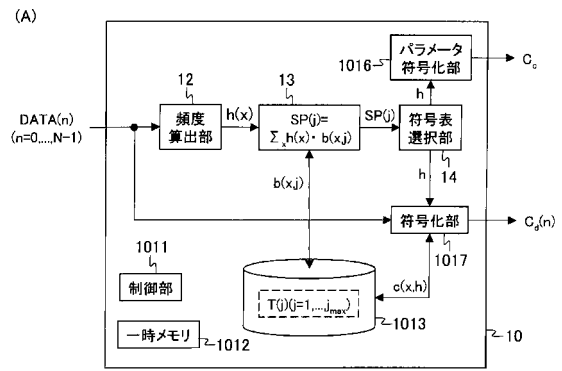 (A)
1016
パラメータ
符号化部
C_c
12
13
h
DATA(n)
(n=0,...,N-1)
頻度
算出部
h(x)
SP(j)=
Σ_x h(x)・b(x,j)
SP(j)
符号表
選択部
14
b(x,j)
h
符号化部
C_d(n)
1017
1011
制御部
c(x,h)
T(j)(j=1,...,j_max)
1013
一時メモリ
1012
10